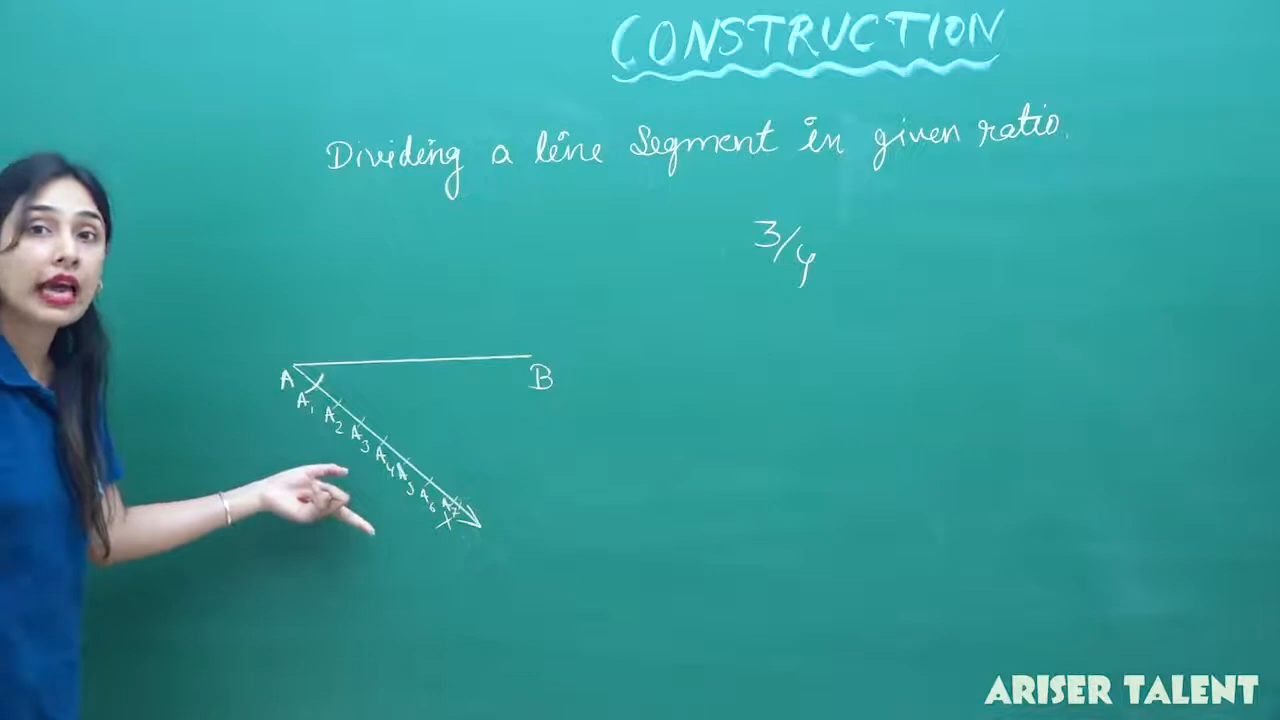 CONSTRUCTION
Dividing a line segment in given ratio.
3/4
A B
A1
A2
A3
A4
A5
A6
A7
X
ARISER TALENT